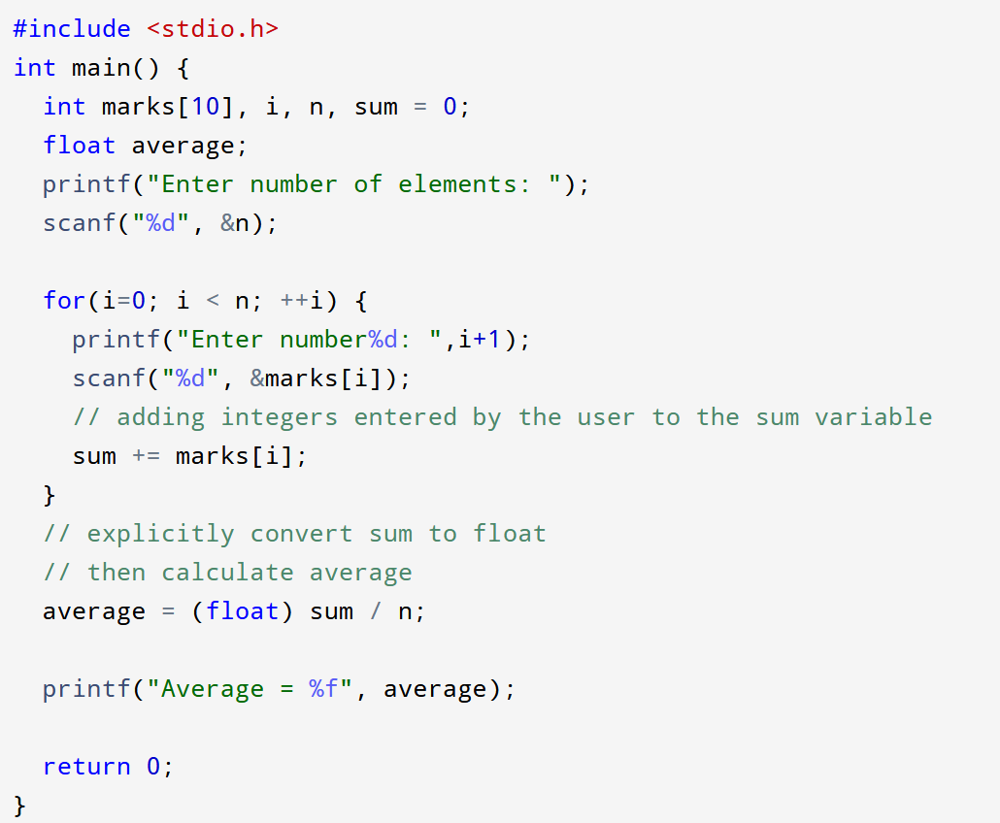 #include <stdio.h>
int main() {
  int marks[10], i, n, sum = 0;
  float average;
  printf("Enter number of elements: ");
  scanf("%d", &n);

  for(i=0; i < n; ++i) {
    printf("Enter number%d: ",i+1);
    scanf("%d", &marks[i]);
    // adding integers entered by the user to the sum variable
    sum += marks[i];
  }
  // explicitly convert sum to float
  // then calculate average
  average = (float) sum / n;

  printf("Average = %f", average);

  return 0;
}